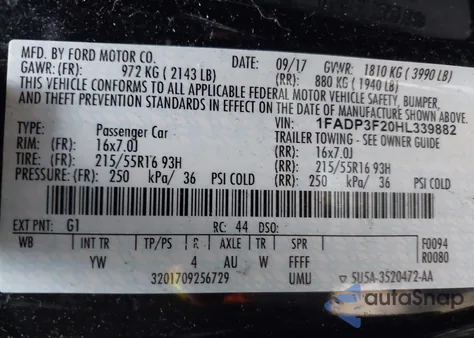 MFD. BY FORD MOTOR CO. DATE: 09/17 GVWR: 1810 KG ( 3990 LB)
GAWR: (FR): 972 KG ( 2143 LB) (RR): 880 KG ( 1940 LB)
THIS VEHICLE CONFORMS TO ALL APPLICABLE FEDERAL MOTOR VEHICLE SAFETY, BUMPER,
AND THEFT PREVENTION STANDARDS IN EFFECT ON THE DATE OF MANUFACTURE SHOWN ABOVE.
VIN: 1FADP3F20HL339882
TYPE: Passenger Car TRAILER TOWING - SEE OWNER GUIDE
RIM: (FR) 16x7.0J (RR) 16x7.0J
TIRE: 215/55R16 93H 215/55R16 93H
PRESSURE: (FR) 250 kPa/ 36 PSI COLD (RR) 250 kPa/ 36 PSI COLD
EXT PNT: G1 RC: 44 DSO: F0094
WB INT TR TP/PS R AXLE TR SPR R0080
YW 4 AU W FFFF
3201709256729 UMU 5U5A-3520472-AA
autoSnap